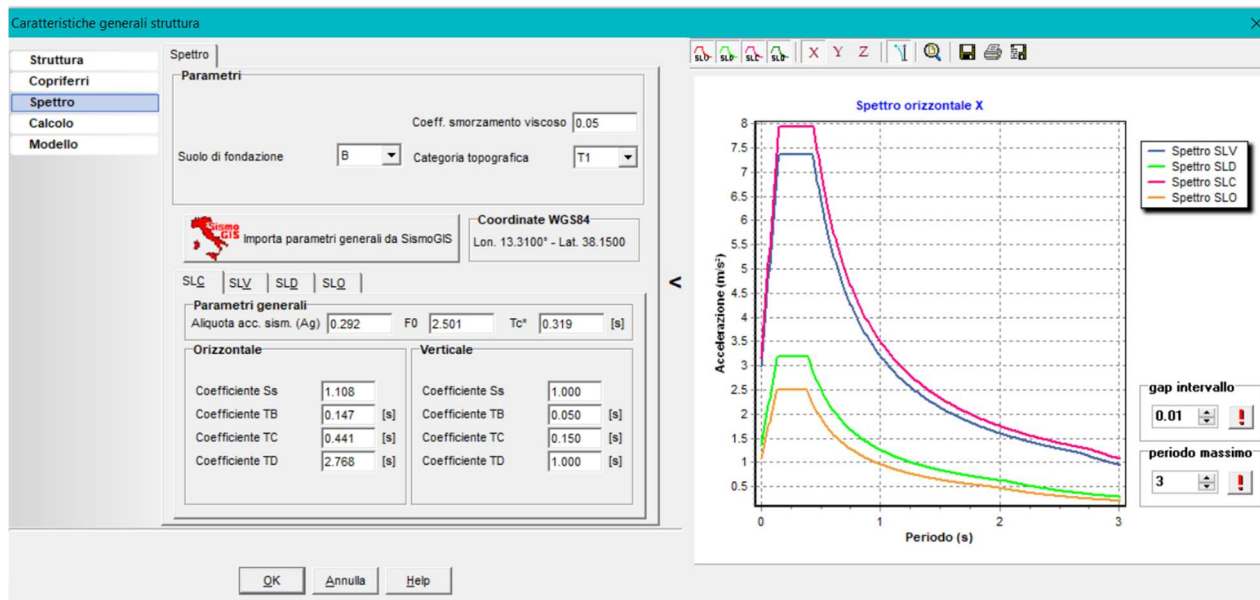 Caratteristiche generali struttura
Struttura
Copriferri
Spettro
Calcolo
Modello
Spettro
Parametri
Coeff. smorzamento viscoso 0.05
Suolo di fondazione B Categoria topografica T1
Sismo
GIS
Importa parametri generali da SismoGIS
Coordinate WGS84
Lon. 13.3100° - Lat. 38.1500
SLC SLV SLD SLO
Parametri generali
Aliquota acc. sism. (Ag) 0.292 F0 2.501 Tc* 0.319 [s]
Orizzontale
Coefficiente Ss 1.108
Coefficiente TB 0.147 [s]
Coefficiente TC 0.441 [s]
Coefficiente TD 2.768 [s]
Verticale
Coefficiente Ss 1.000
Coefficiente TB 0.050 [s]
Coefficiente TC 0.150 [s]
Coefficiente TD 1.000 [s]
OK Annulla Help
<
X Y Z
Spettro orizzontale X
Accelerazione (m/s²)
8
7.5
7
6.5
6
5.5
5
4.5
4
3.5
3
2.5
2
1.5
1
0.5
0 1 2 3
Periodo (s)
Spettro SLV
Spettro SLD
Spettro SLC
Spettro SLO
gap intervallo
0.01 !
periodo massimo
3 !